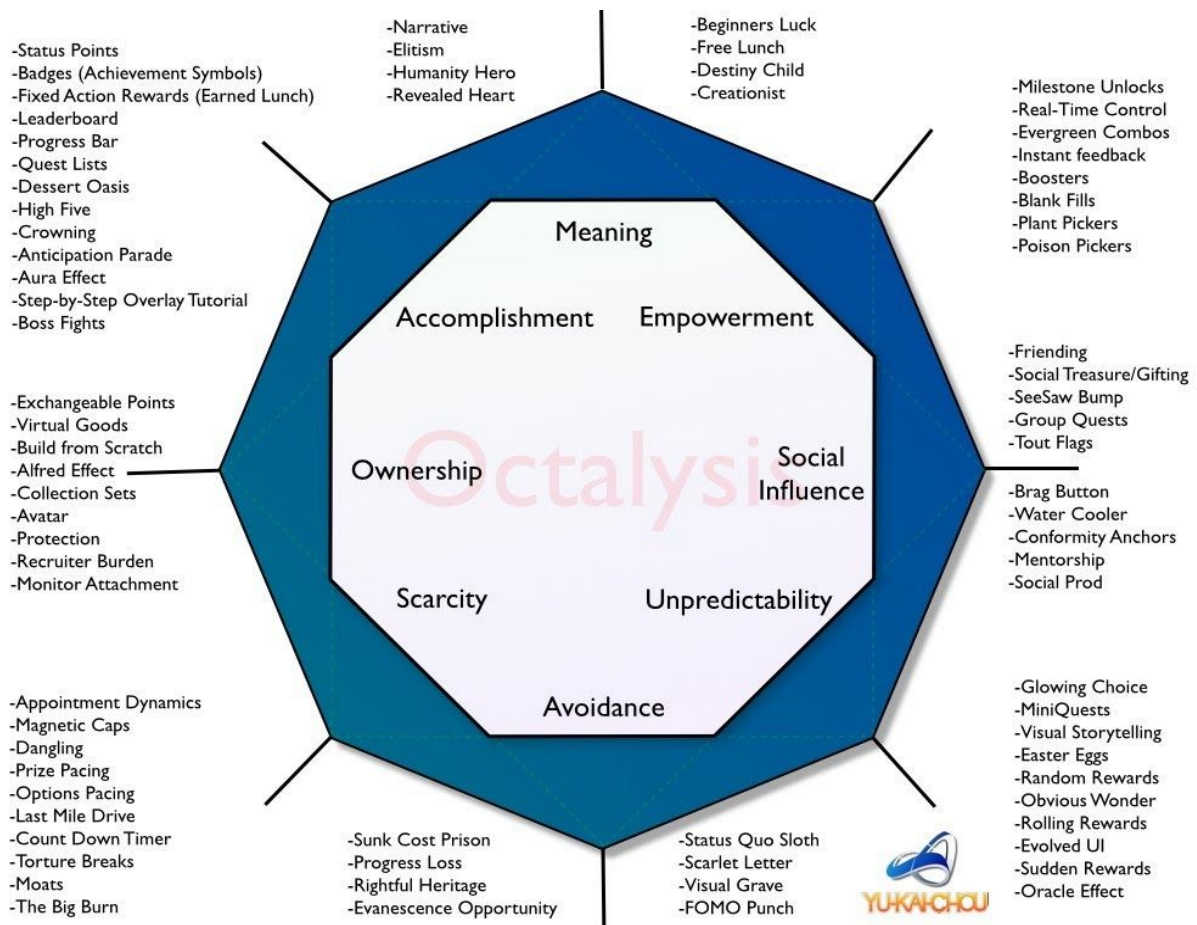 -Narrative
-Elitism
-Humanity Hero
-Revealed Heart
-Beginners Luck
-Free Lunch
-Destiny Child
-Creationist
-Status Points
-Badges (Achievement Symbols)
-Fixed Action Rewards (Earned Lunch)
-Leaderboard
-Progress Bar
-Quest Lists
-Dessert Oasis
-High Five
-Crowning
-Anticipation Parade
-Aura Effect
-Step-by-Step Overlay Tutorial
-Boss Fights
-Milestone Unlocks
-Real-Time Control
-Evergreen Combos
-Instant feedback
-Boosters
-Blank Fills
-Plant Pickers
-Poison Pickers
Meaning
Accomplishment
Empowerment
Ownership
Octalysis
Social
Influence
Scarcity
Unpredictability
Avoidance
-Exchangeable Points
-Virtual Goods
-Build from Scratch
-Alfred Effect
-Collection Sets
-Avatar
-Protection
-Recruiter Burden
-Monitor Attachment
-Friending
-Social Treasure/Gifting
-SeeSaw Bump
-Group Quests
-Tout Flags
-Brag Button
-Water Cooler
-Conformity Anchors
-Mentorship
-Social Prod
-Appointment Dynamics
-Magnetic Caps
-Dangling
-Prize Pacing
-Options Pacing
-Last Mile Drive
-Count Down Timer
-Torture Breaks
-Moats
-The Big Burn
-Sunk Cost Prison
-Progress Loss
-Rightful Heritage
-Evanescence Opportunity
-Status Quo Sloth
-Scarlet Letter
-Visual Grave
-FOMO Punch
YU-KAI-CHOU
-Glowing Choice
-MiniQuests
-Visual Storytelling
-Easter Eggs
-Random Rewards
-Obvious Wonder
-Rolling Rewards
-Evolved UI
-Sudden Rewards
-Oracle Effect